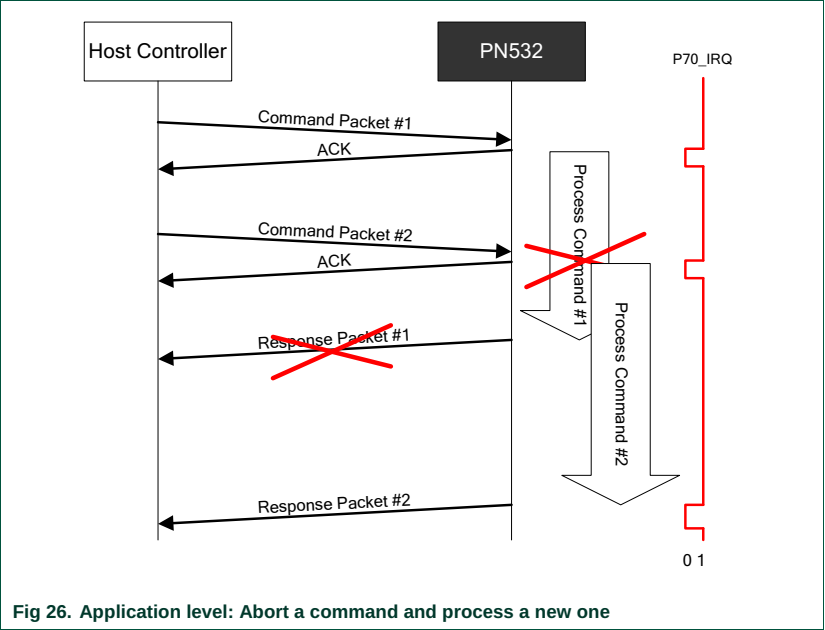 Host Controller
PN532
P70_IRQ
Command Packet #1
ACK
Process Command #1
Command Packet #2
ACK
Process Command #2
Response Packet #1
Response Packet #2
0 1
Fig 26. Application level: Abort a command and process a new one